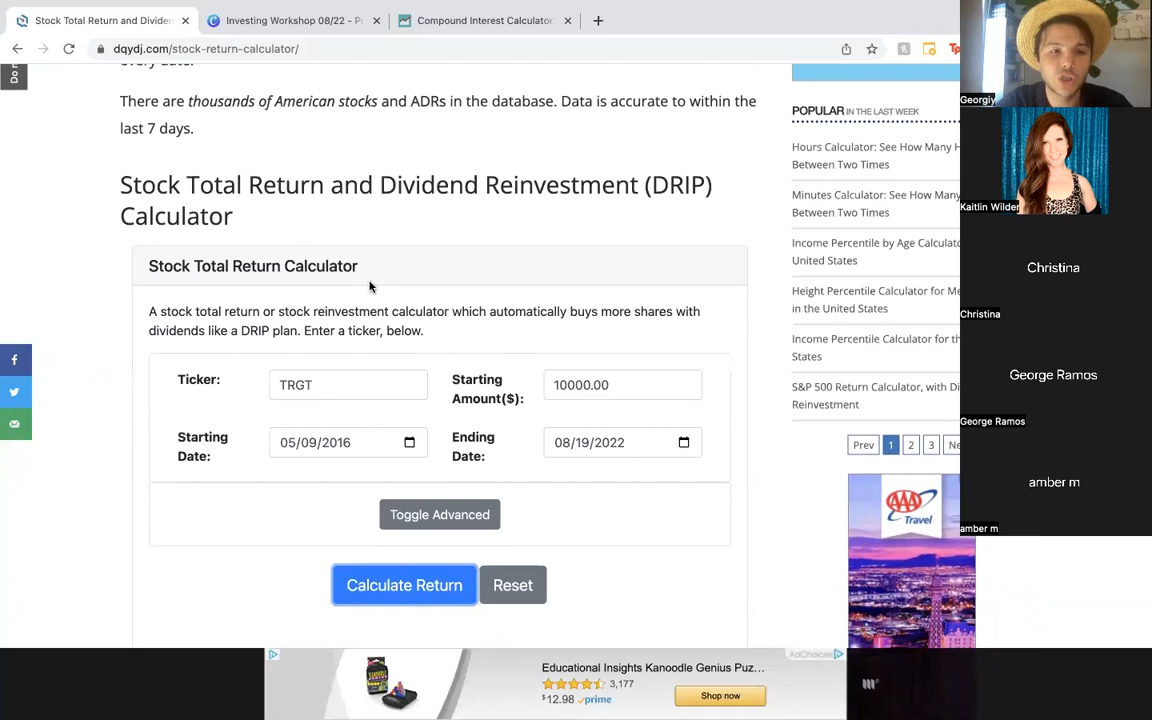 Stock Total Return and Dividen
Investing Workshop 08/22 - Pr
Compound Interest Calculator
dqydj.com/stock-return-calculator/
every date.
There are thousands of American stocks and ADRs in the database. Data is accurate to within the
last 7 days.
Stock Total Return and Dividend Reinvestment (DRIP)
Calculator
Stock Total Return Calculator
A stock total return or stock reinvestment calculator which automatically buys more shares with
dividends like a DRIP plan. Enter a ticker, below.
Ticker:
TRGT
Starting
Amount($):
10000.00
Starting
Date:
05/09/2016
Ending
Date:
08/19/2022
Toggle Advanced
Calculate Return
Reset
POPULAR IN THE LAST WEEK
Hours Calculator: See How Many H
Between Two Times
Minutes Calculator: See How Many
Between Two Times
Income Percentile by Age Calculato
United States
Height Percentile Calculator for Me
in the United States
Income Percentile Calculator for th
States
S&P 500 Return Calculator, with Di
Reinvestment
Prev
1
2
3
Ne
AAA
Travel
AdChoices
Educational Insights Kanoodle Genius Puz...
3,177
$12.98 prime
Shop now
Georgiy
Kaitlin Wilder
Christina
Christina
George Ramos
George Ramos
amber m
amber m